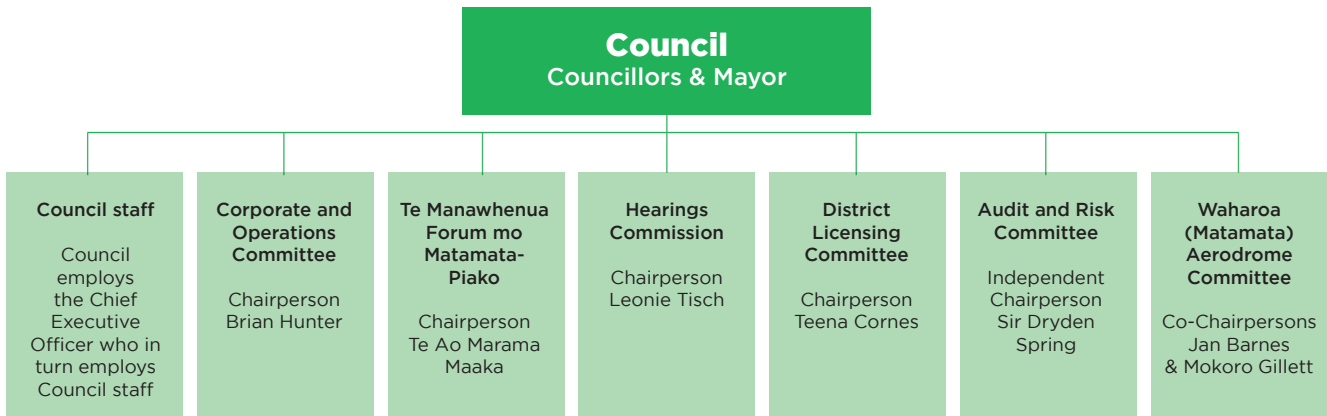 Council
Councillors & Mayor
Council staff
Council
employs
the Chief
Executive
Officer who in
turn employs
Council staff
Corporate and
Operations
Committee
Chairperson
Brian Hunter
Te Manawhenua
Forum mo
Matamata-
Piako
Chairperson
Te Ao Marama
Maaka
Hearings
Commission
Chairperson
Leonie Tisch
District
Licensing
Committee
Chairperson
Teena Cornes
Audit and Risk
Committee
Independent
Chairperson
Sir Dryden
Spring
Waharoa
(Matamata)
Aerodrome
Committee
Co-Chairpersons
Jan Barnes
& Mokoro Gillett